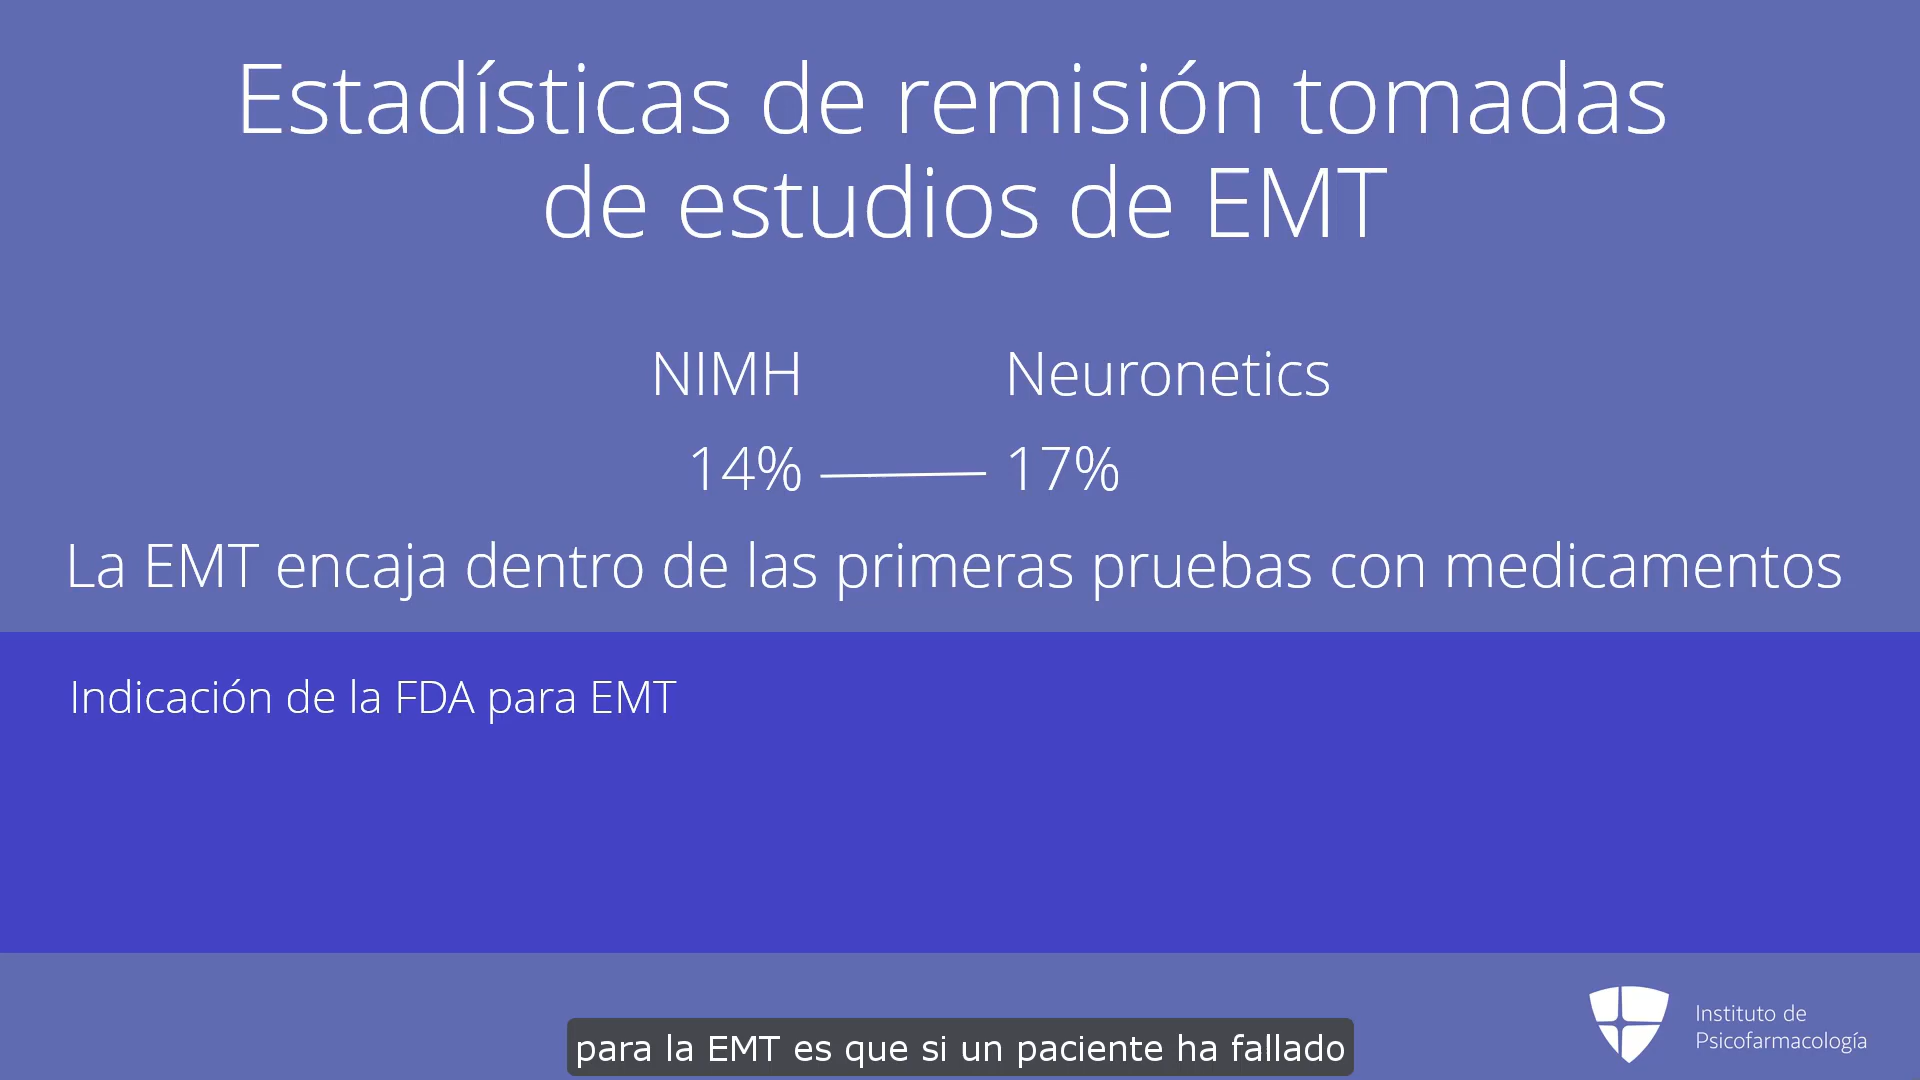 Estadísticas de remisión tomadas
de estudios de EMT
NIMH Neuronetics
14% 17%
La EMT encaja dentro de las primeras pruebas con medicamentos
Indicación de la FDA para EMT
Instituto de
Psicofarmacología
para la EMT es que si un paciente ha fallado